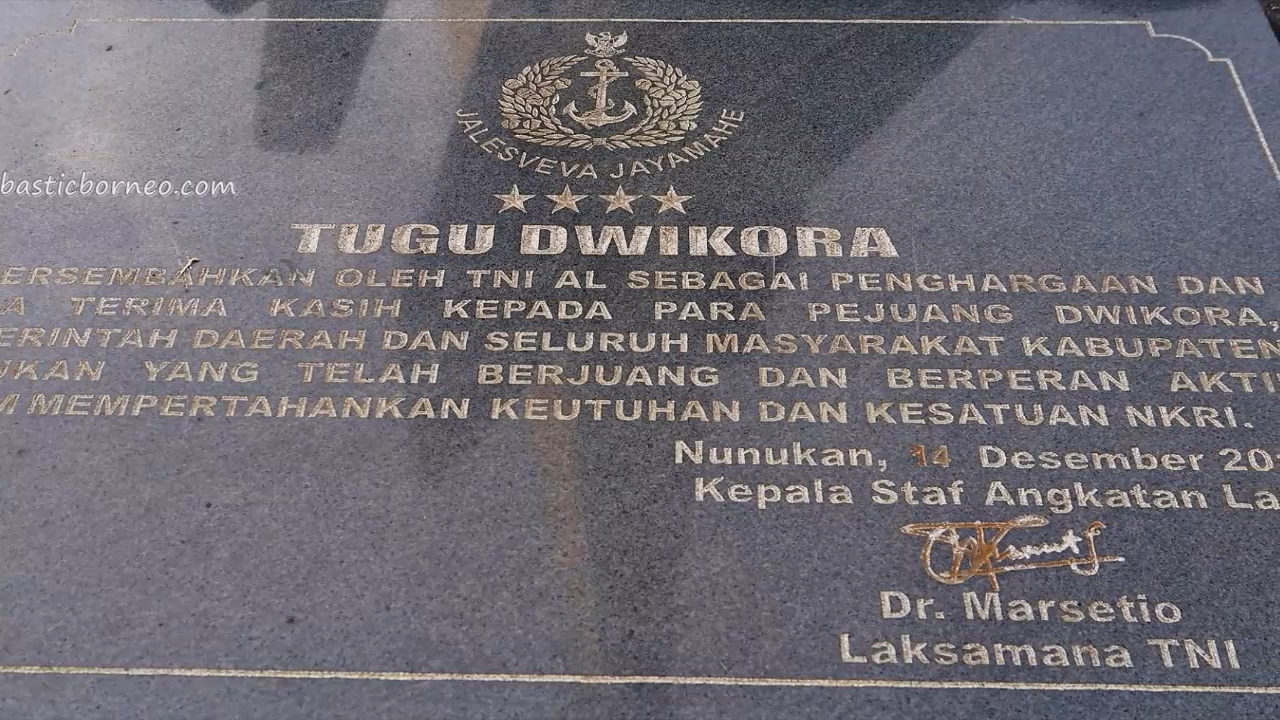 JALESVEVA JAYAMAHE
basticborneo.com
TUGU DWIKORA
ERSEMBAHKAN OLEH TNI AL SEBAGAI PENGHARGAAN DAN
A TERIMA KASIH KEPADA PARA PEJUANG DWIKORA,
ERINTAH DAERAH DAN SELURUH MASYARAKAT KABUPATEN
UKAN YANG TELAH BERJUANG DAN BERPERAN AKTI
M MEMPERTAHANKAN KEUTUHAN DAN KESATUAN NKRI.
Nunukan, 14 Desember 20
Kepala Staf Angkatan La
Dr. Marsetio
Laksamana TNI